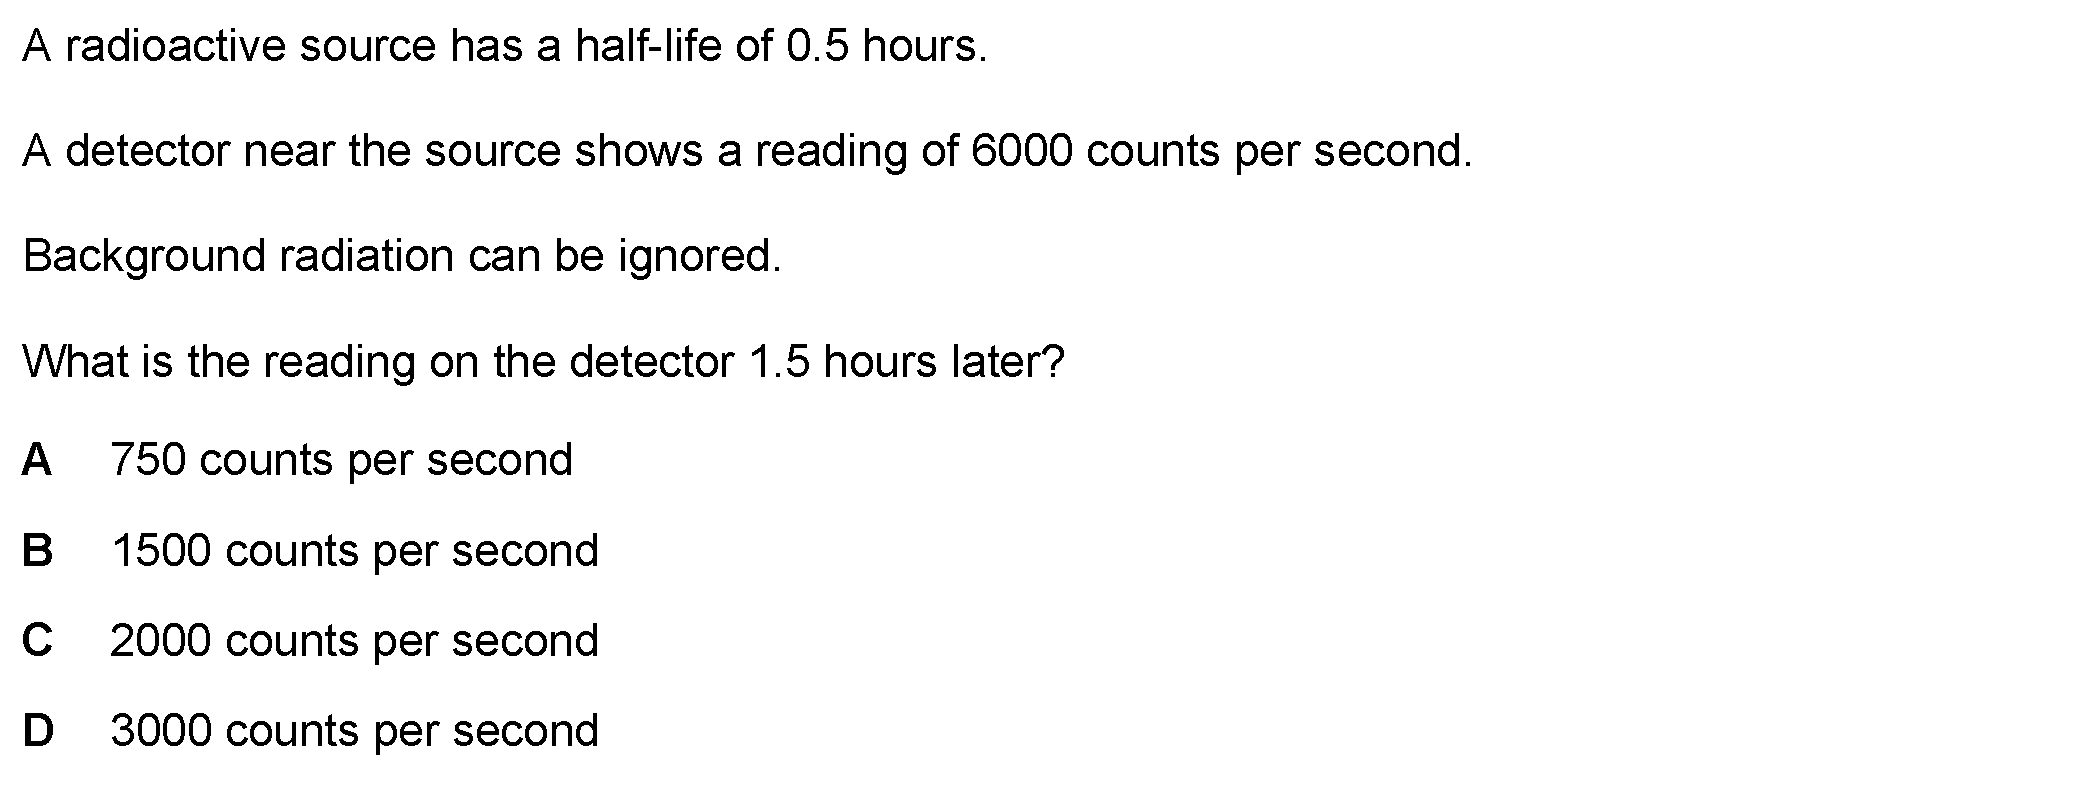 A radioactive source has a half-life of 0.5 hours.
A detector near the source shows a reading of 6000 counts per second.
Background radiation can be ignored.
What is the reading on the detector 1.5 hours later?
A 750 counts per second
B 1500 counts per second
C 2000 counts per second
D 3000 counts per second